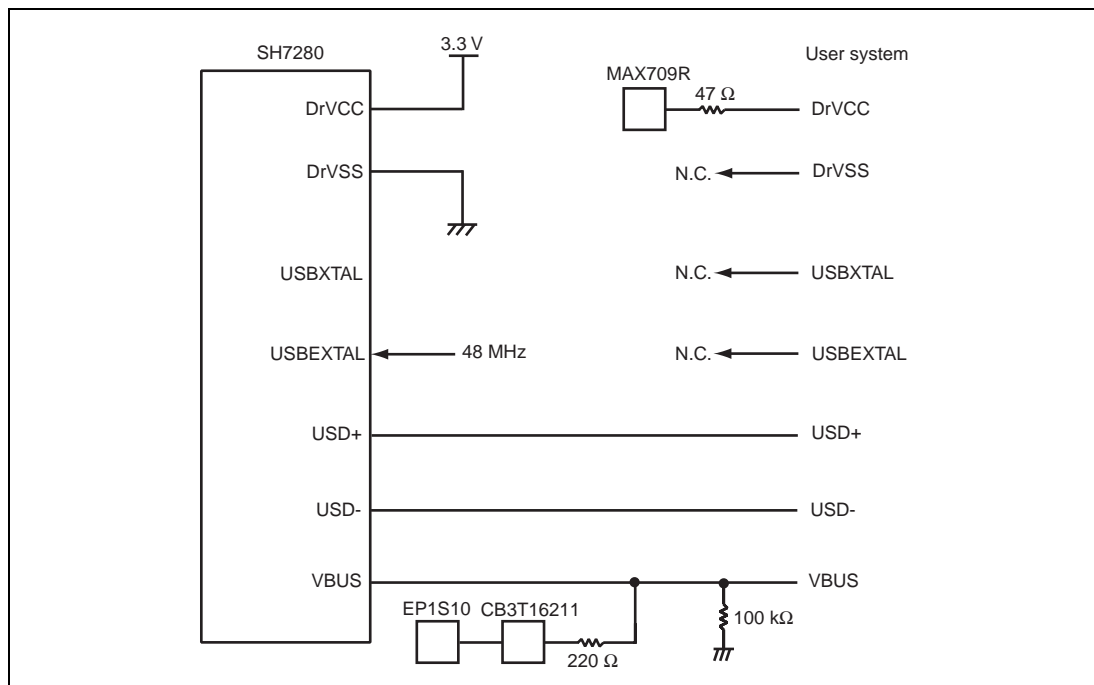 SH7280
3.3 V
User system
MAX709R
47 Ω
DrVCC
DrVCC
DrVSS
N.C.
DrVSS
USBXTAL
N.C.
USBXTAL
USBEXTAL
48 MHz
N.C.
USBEXTAL
USD+
USD+
USD-
USD-
VBUS
VBUS
EP1S10
CB3T16211
100 kΩ
220 Ω